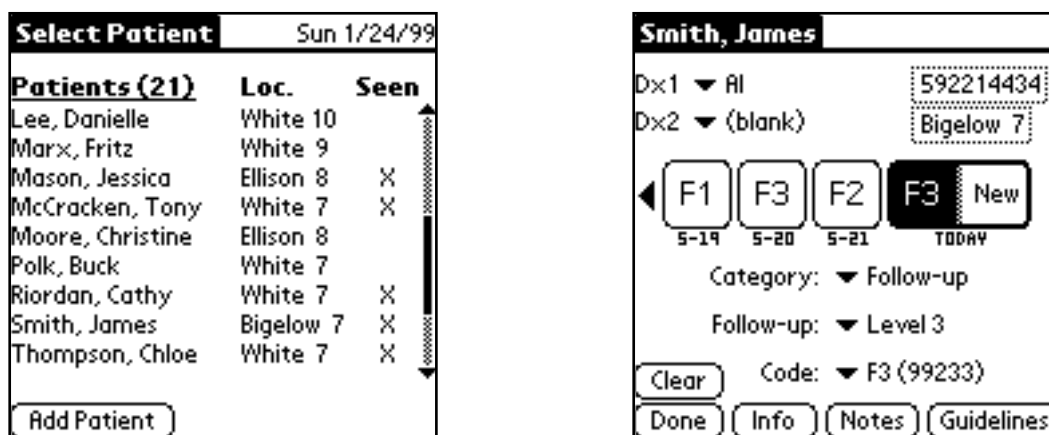 Select Patient Sun 1/24/99
Patients (21) Loc. Seen
Lee, Danielle White 10
Marx, Fritz White 9
Mason, Jessica Ellison 8 X
McCracken, Tony White 7 X
Moore, Christine Ellison 8
Polk, Buck White 7
Riordan, Cathy White 7 X
Smith, James Bigelow 7 X
Thompson, Chloe White 7 X
Add Patient
Smith, James
Dx1 AI 592214434
Dx2 (blank) Bigelow 7
F1 F3 F2 F3 New
5-19 5-20 5-21 TODAY
Category: Follow-up
Follow-up: Level 3
Code: F3 (99233)
Clear
Done Info Notes Guidelines